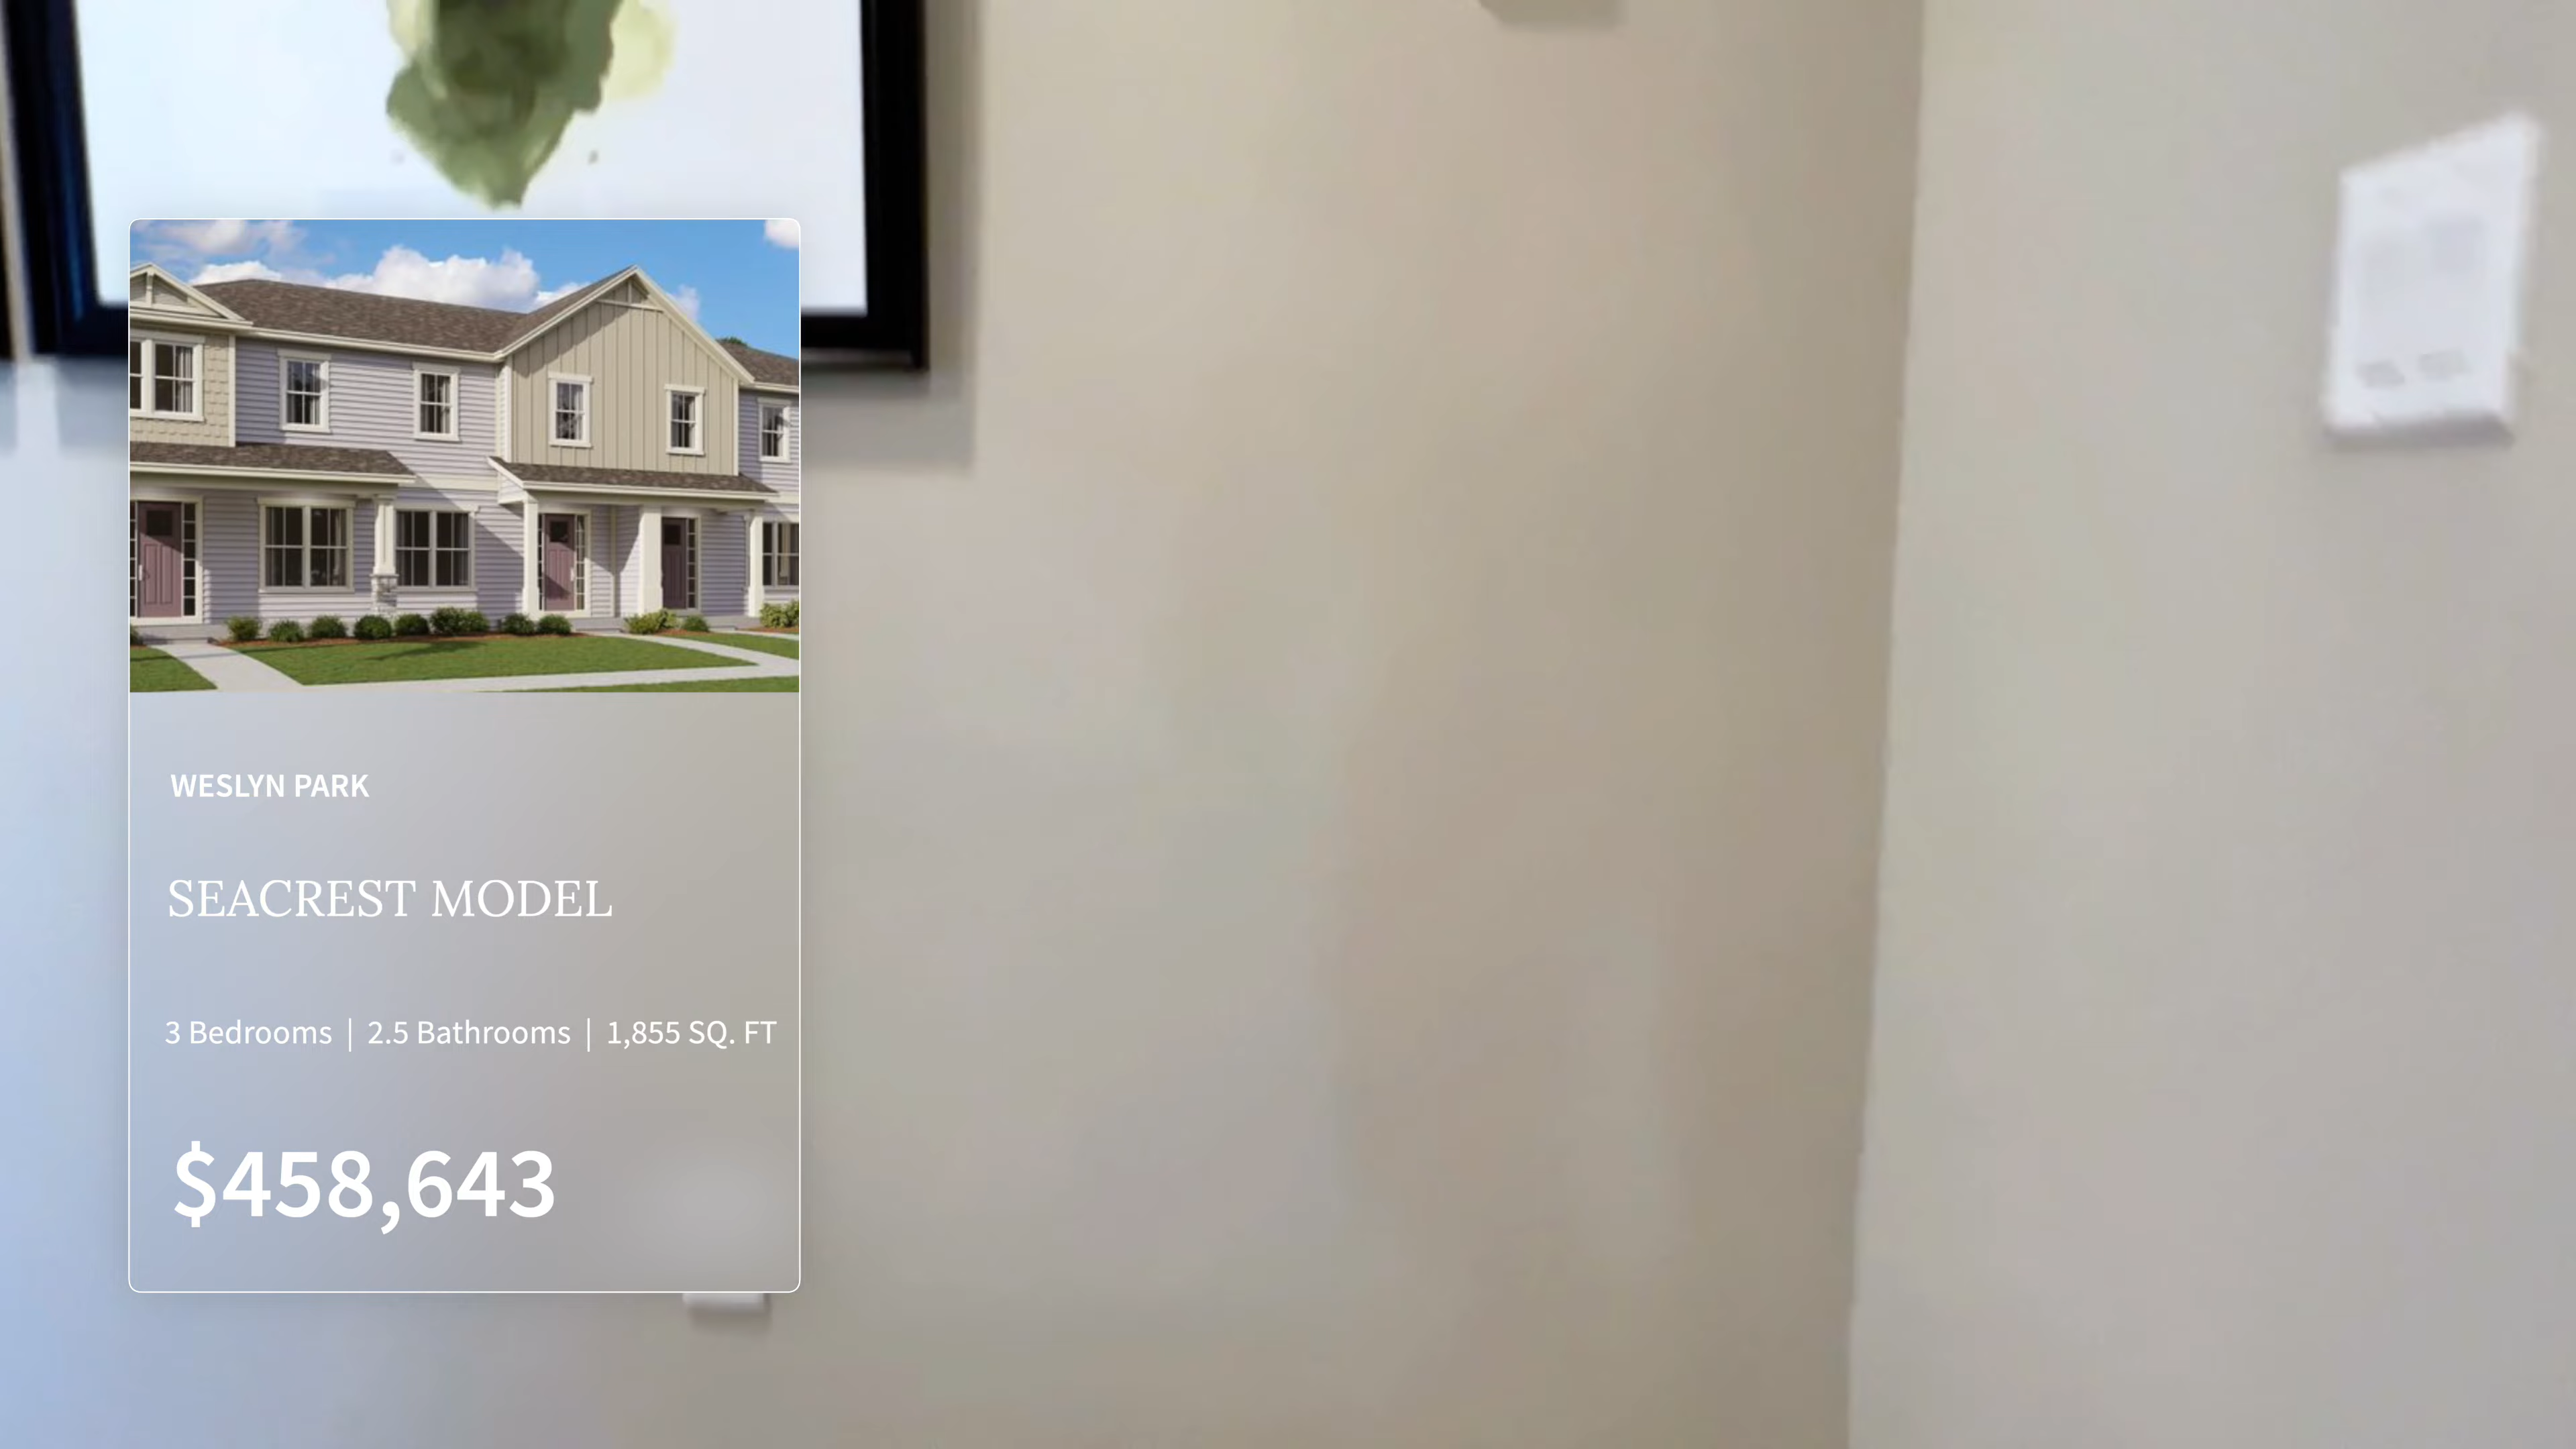 WESLYN PARK
SEACREST MODEL
3 Bedrooms | 2.5 Bathrooms | 1,855 SQ. FT
$458,643